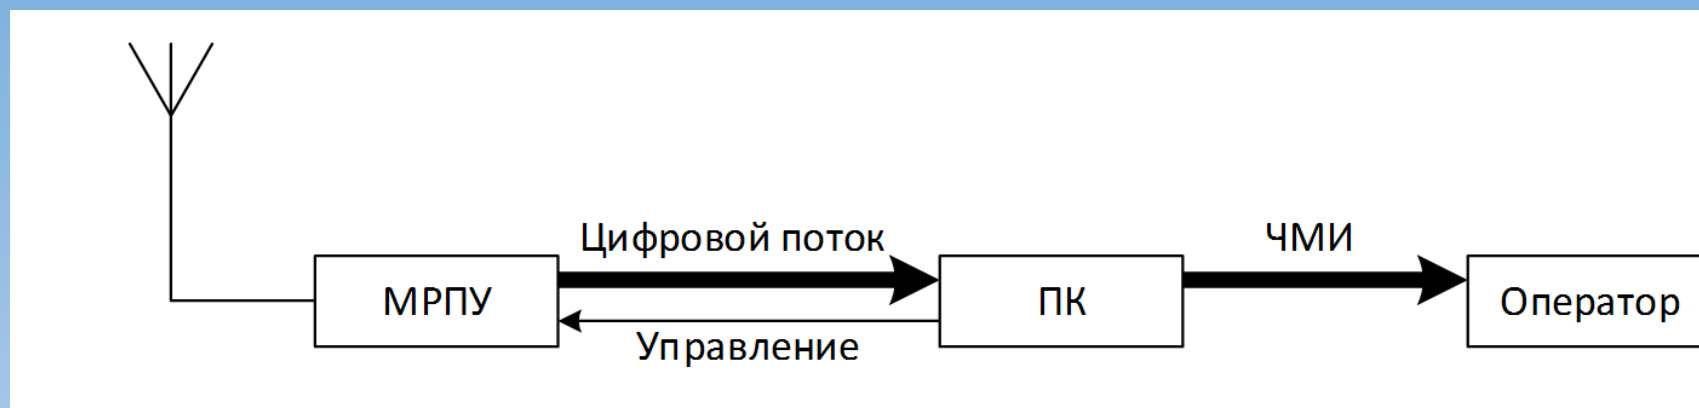 Цифровой поток
ЧМИ
МРПУ
ПК
Оператор
Управление